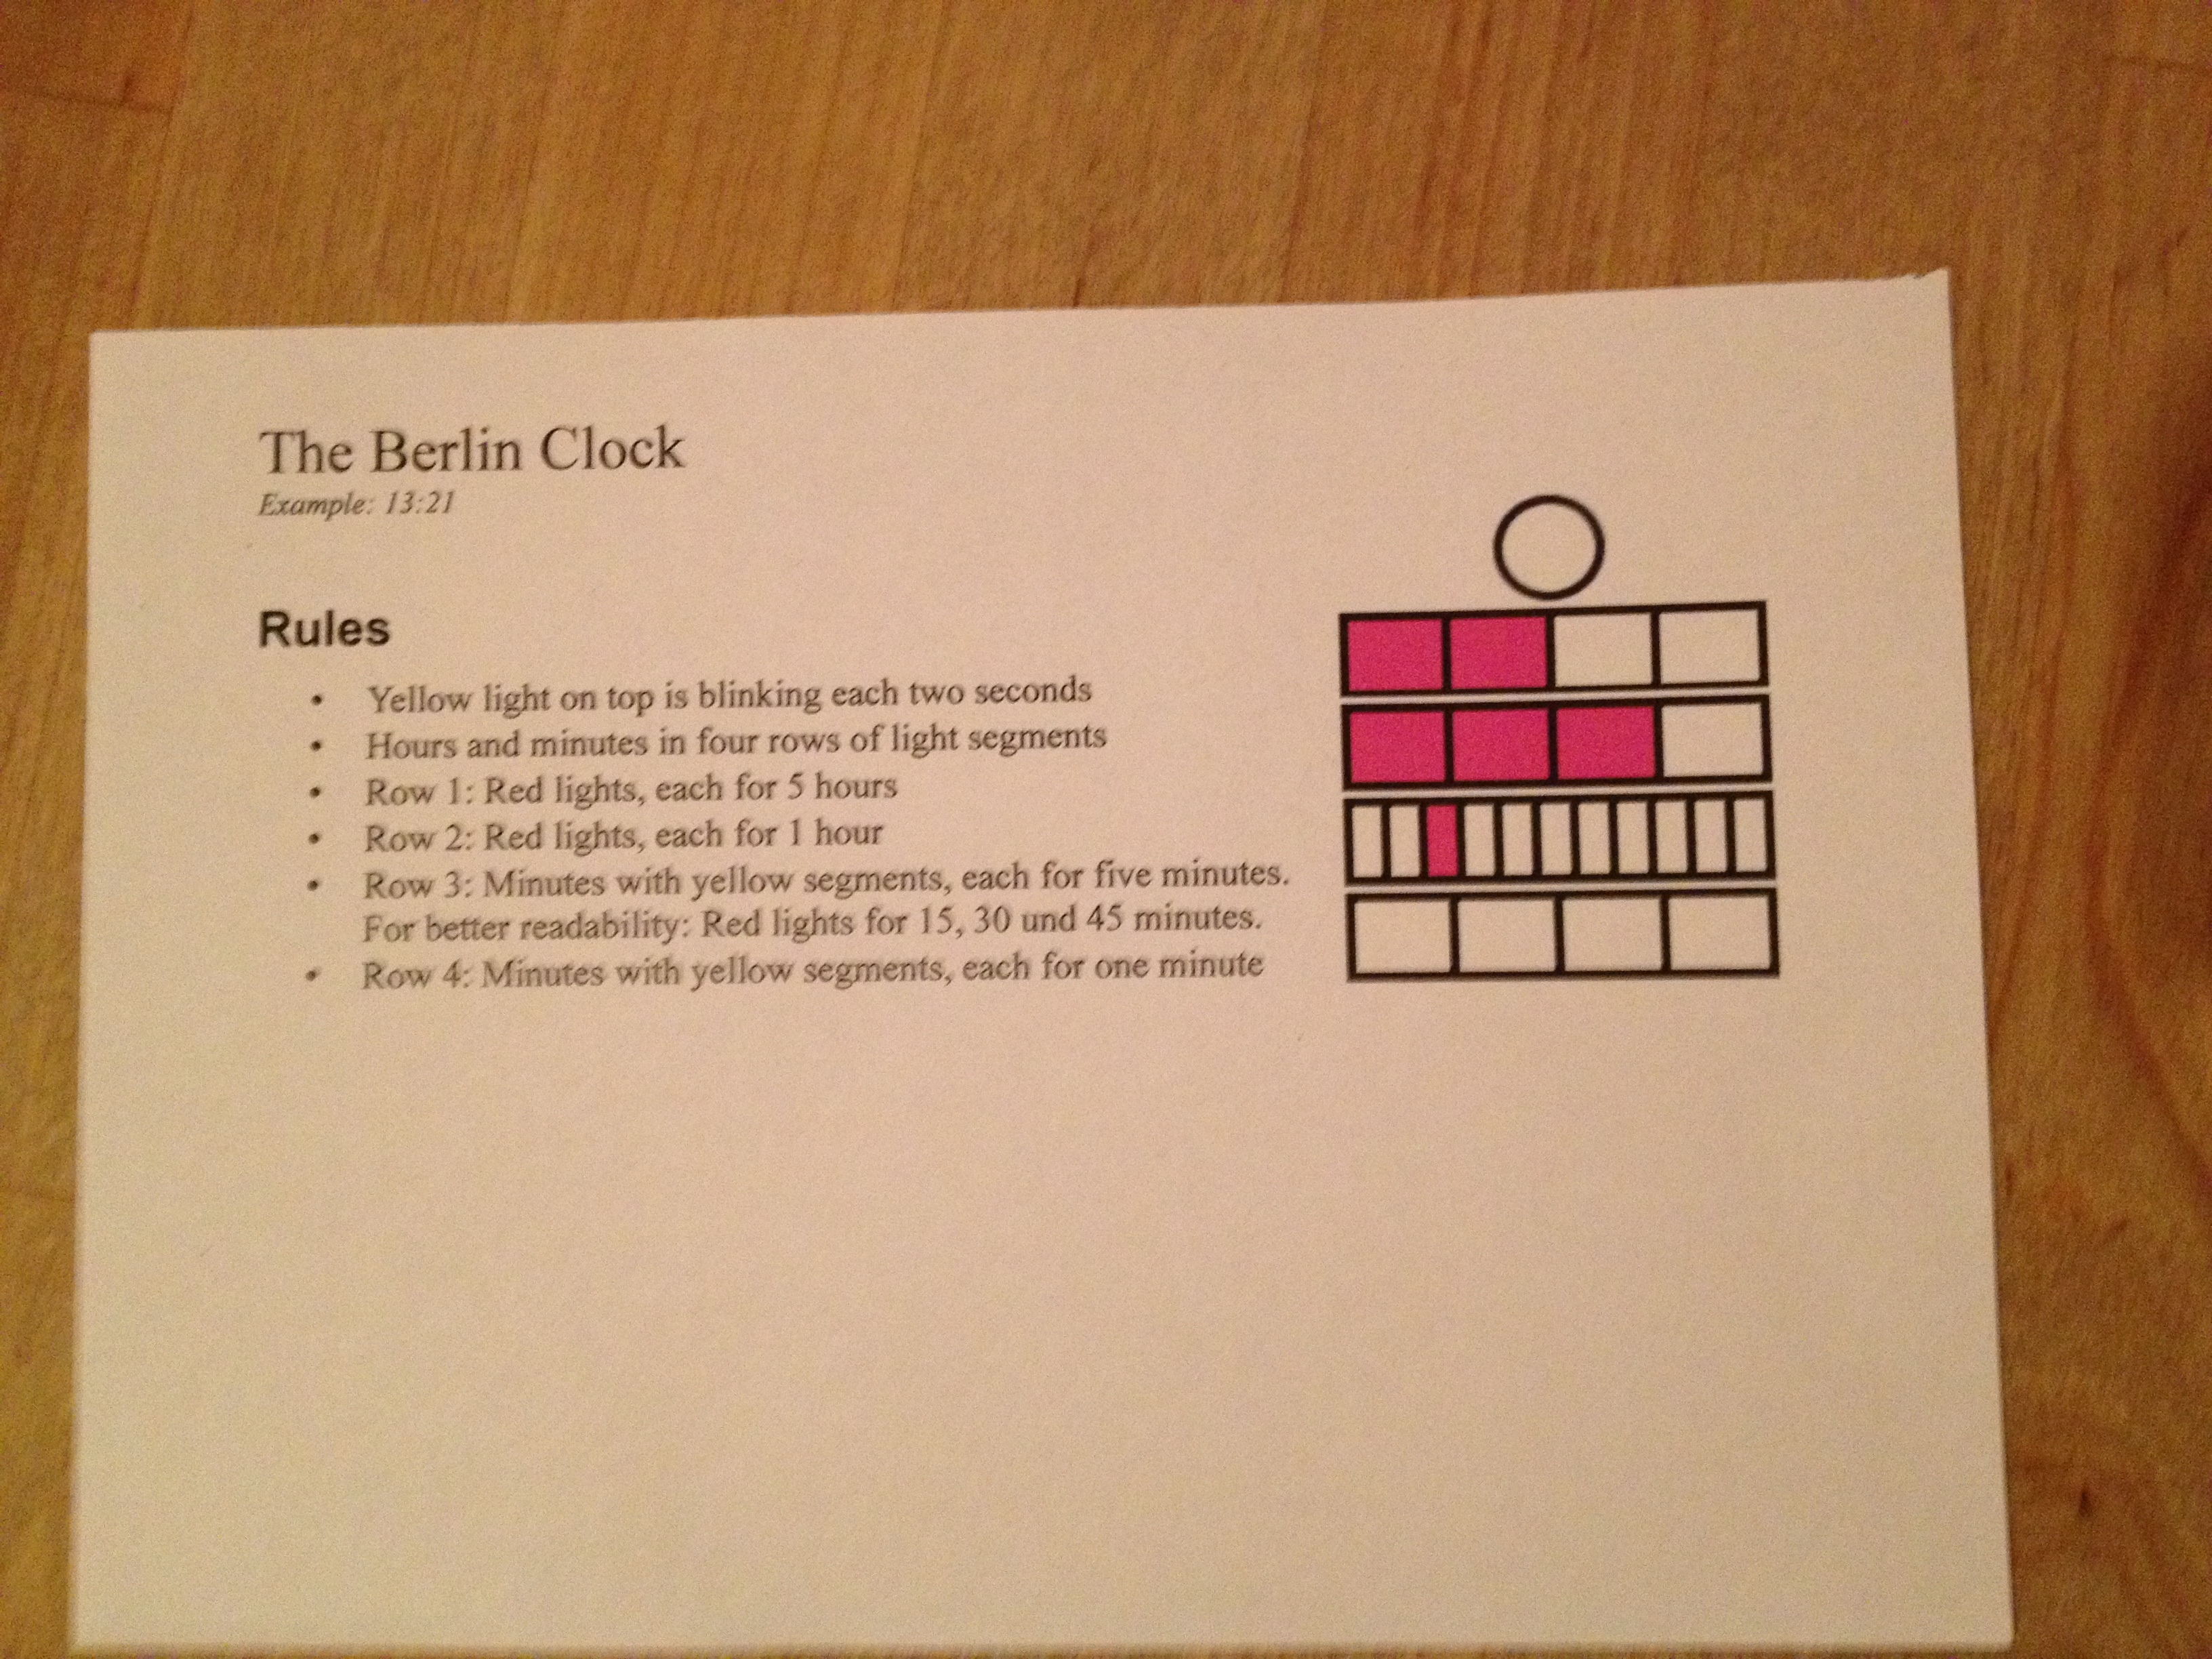 The Berlin Clock
Example: 13:21
Rules
• Yellow light on top is blinking each two seconds
• Hours and minutes in four rows of light segments
• Row 1: Red lights, each for 5 hours
• Row 2: Red lights, each for 1 hour
• Row 3: Minutes with yellow segments, each for five minutes.
For better readability: Red lights for 15, 30 und 45 minutes.
• Row 4: Minutes with yellow segments, each for one minute